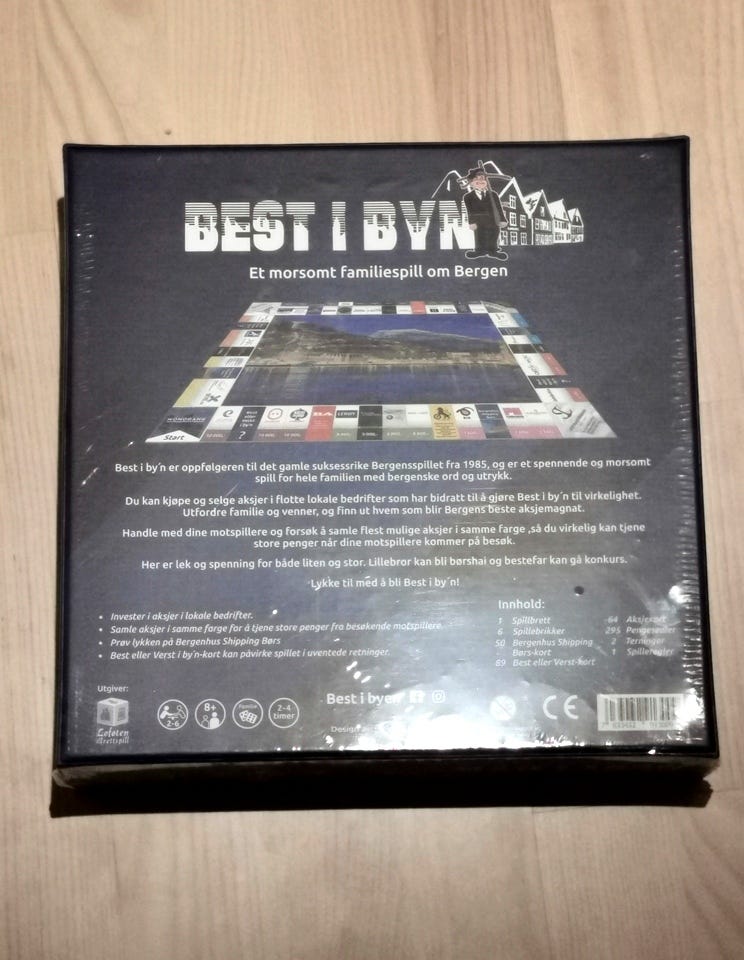 BEST I BYN
Et morsomt familiespill om Bergen
MONOBANK
Start
BA
LERØY
?
Best i by´n er oppfølgeren til det gamle suksessrike Bergensspillet fra 1985, og er et spennende og morsomt
spill for hele familien med bergenske ord og utrykk.
Du kan kjøpe og selge aksjer i flotte lokale bedrifter som har bidratt til å gjøre Best i by´n til virkelighet.
Utfordre familie og venner, og finn ut hvem som blir Bergens beste aksjemagnat.
Handle med dine motspillere og forsøk å samle flest mulige aksjer i samme farge ,så du virkelig kan tjene
store penger når dine motspillere kommer på besøk.
Her er lek og spenning for både liten og stor. Lillebror kan bli børshai og bestefar kan gå konkurs.
Lykke til med å bli Best i by´n!
• Invester i aksjer i lokale bedrifter.
• Samle aksjer i samme farge for å tjene store penger fra besøkende motspillere.
• Prøv lykken på Bergenhus Shipping Børs
• Best eller Verst i by´n-kort kan påvirke spillet i uventede retninger.
Innhold:
1 Spillbrett
6 Spillebrikker
50 Bergenhus Shipping
Børs-kort
89 Best eller Verst-kort
64 Aksjekort
295 Pengesedler
2 Terninger
1 Spilleregler
Utgiver:
Lofoten
Brettspill
2-6
8+
Familie
2-4
timer
Best i byen
Design
CE